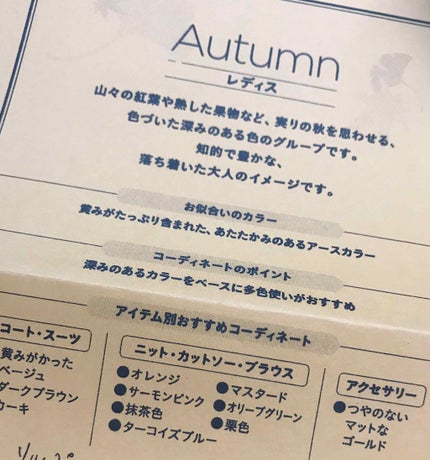 Autumn
レディス
山々の紅葉や熟した果物など、実りの秋を思わせる、
色づいた深みのある色のグループです。
知的で豊かな、
落ち着いた大人のイメージです。
お似合いのカラー
黄みがたっぷり含まれた、あたたかみのあるアースカラー
コーディネートのポイント
深みのあるカラーをベースに多色使いがおすすめ
アイテム別おすすめコーディネート
コート・スーツ
黄みがかった
ベージュ
ダークブラウン
カーキ
ニット・カットソー・ブラウス
●オレンジ
●サーモンピンク
●抹茶色
●ターコイズブルー
●マスタード
●オリーブグリーン
●栗色
アクセサリー
●つやのない
マットな
ゴールド